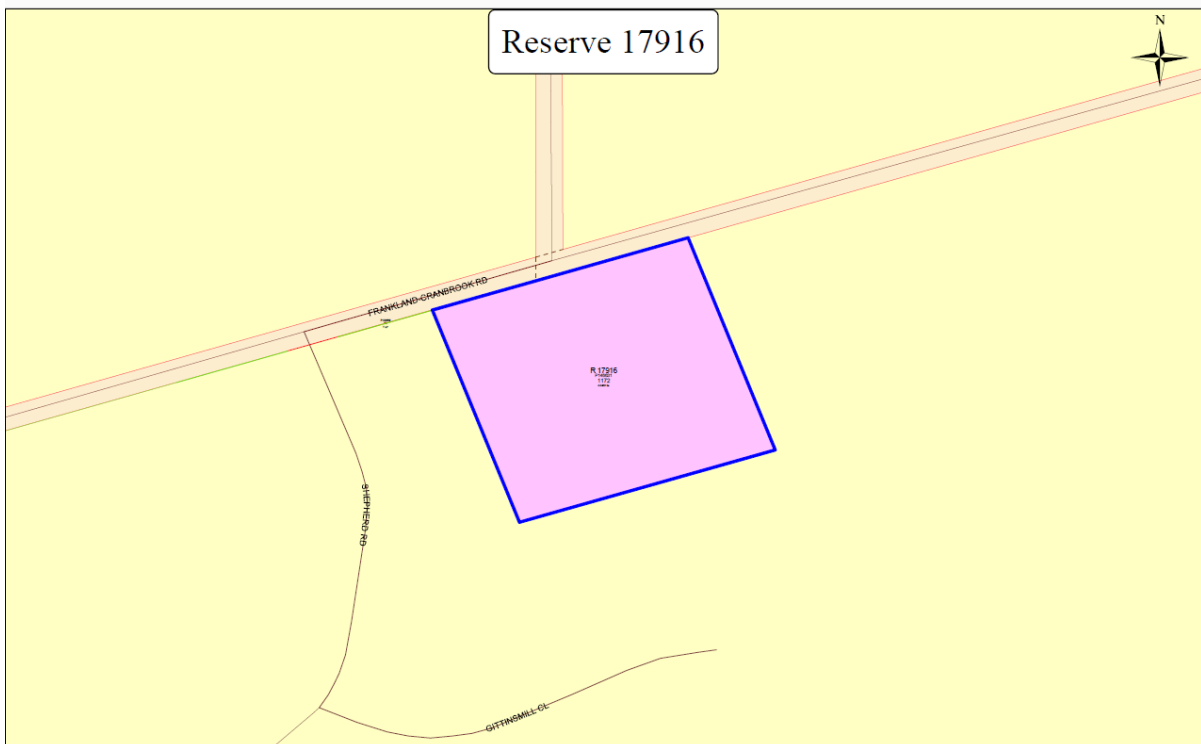 Reserve 17916
N
FRANKLAND-CRANBROOK RD
R 17916
1172
SHEPHERD RD
GITTINSMILL CL